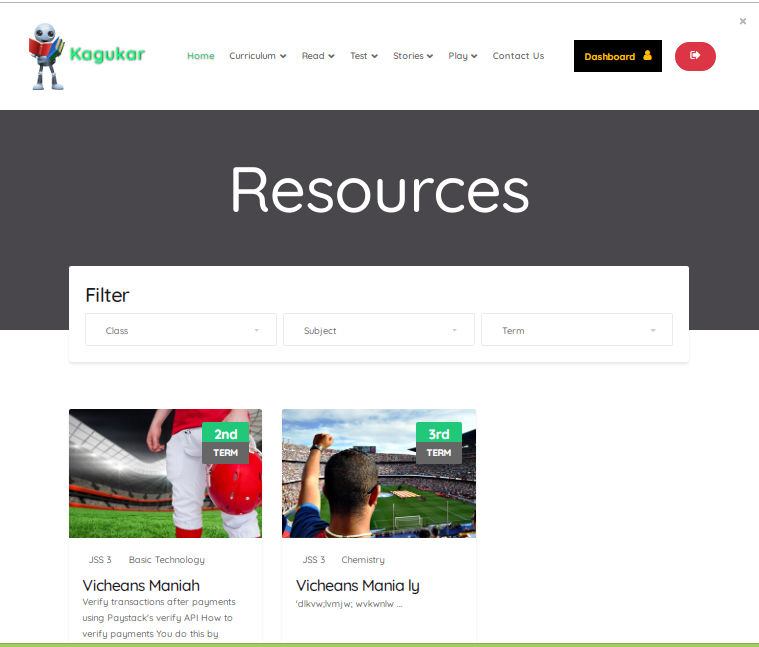 ×
Kagukar
Home Curriculum Read Test Stories Play Contact Us Dashboard
Resources
Filter
Class Subject Term
2nd
TERM
3rd
TERM
JSS 3 Basic Technology
Vicheans Maniah
Verify transactions after payments
using Paystack's verify API How to
verify payments You do this by
JSS 3 Chemistry
Vicheans Mania ly
'dlkvw;lvmjw; wvkwnlw ...